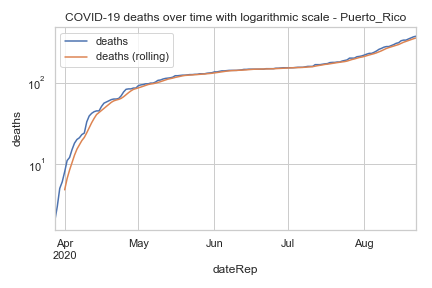 COVID-19 deaths over time with logarithmic scale - Puerto_Rico
deaths
deaths (rolling)
10²
10¹
deaths
Apr
2020
May
Jun
Jul
Aug
dateRep